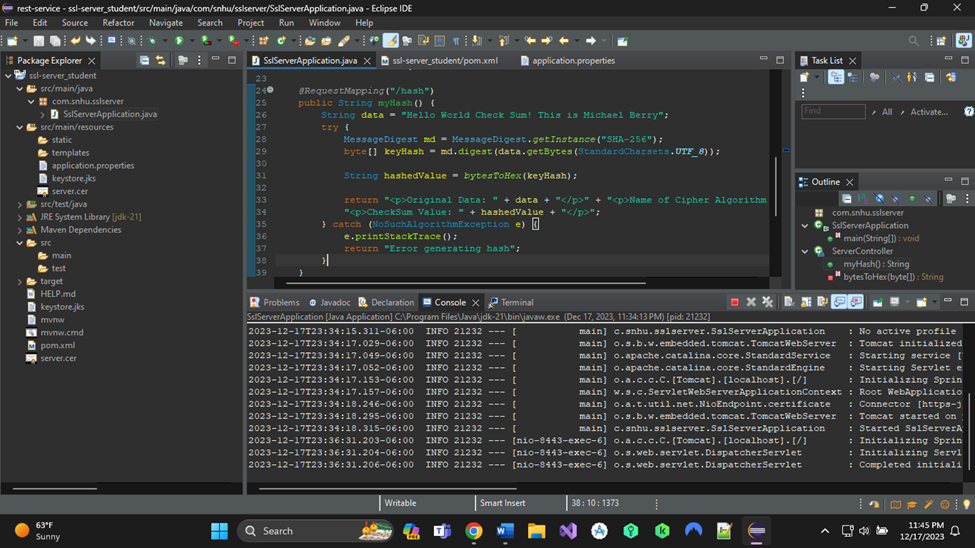 rest-service - ssl-server_student/src/main/java/com/snhu/sslserver/SslServerApplication.java - Eclipse IDE
File Edit Source Refactor Navigate Search Project Run Window Help
Package Explorer
ssl-server_student
src/main/java
com.snhu.sslserver
SslServerApplication.java
src/main/resources
static
templates
application.properties
keystore.jks
server.cer
src/test/java
JRE System Library [jdk-21]
Maven Dependencies
src
main
test
target
HELP.md
keystore.jks
mvnw
mvnw.cmd
pom.xml
server.cer
SslServerApplication.java ssl-server_student/pom.xml application.properties
23
24 @RequestMapping("/hash")
25 public String myHash() {
26 String data = "Hello World Check Sum! This is Michael Berry";
27 try {
28 MessageDigest md = MessageDigest.getInstance("SHA-256");
29 byte[] keyHash = md.digest(data.getBytes(StandardCharsets.UTF_8));
30
31 String hashedValue = bytesToHex(keyHash);
32
33 return "<p>Original Data: " + data + "</p>" + "<p>Name of Cipher Algorithm
34 "<p>CheckSum Value: " + hashedValue + "</p>";
35 } catch (NoSuchAlgorithmException e) {
36 e.printStackTrace();
37 return "Error generating hash";
38 }
39 }
Task List
Find All Activate...
Outline
com.snhu.sslserver
SslServerApplication
main(String[]) : void
ServerController
myHash() : String
bytesToHex(byte[]) : String
Problems Javadoc Declaration Console Terminal
SslServerApplication [Java Application] C:\Program Files\Java\jdk-21\bin\javaw.exe (Dec 17, 2023, 11:34:13 PM) [pid: 21232]
2023-12-17T23:34:15.311-06:00 INFO 21232 --- [ main] c.snhu.sslserver.SslServerApplication : No active profile
2023-12-17T23:34:17.029-06:00 INFO 21232 --- [ main] o.s.b.w.embedded.tomcat.TomcatWebServer : Tomcat initialized
2023-12-17T23:34:17.049-06:00 INFO 21232 --- [ main] o.apache.catalina.core.StandardService : Starting service [
2023-12-17T23:34:17.052-06:00 INFO 21232 --- [ main] o.apache.catalina.core.StandardEngine : Starting Servlet e
2023-12-17T23:34:17.153-06:00 INFO 21232 --- [ main] o.a.c.c.C.[Tomcat].[localhost].[/] : Initializing Sprin
2023-12-17T23:34:17.157-06:00 INFO 21232 --- [ main] w.s.c.ServletWebServerApplicationContext : Root WebApplication
2023-12-17T23:34:18.246-06:00 INFO 21232 --- [ main] o.a.t.util.net.NioEndpoint.certificate : Connector [https-j
2023-12-17T23:34:18.295-06:00 INFO 21232 --- [ main] o.s.b.w.embedded.tomcat.TomcatWebServer : Tomcat started on
2023-12-17T23:34:18.315-06:00 INFO 21232 --- [ main] c.snhu.sslserver.SslServerApplication : Started SslServerA
2023-12-17T23:36:31.203-06:00 INFO 21232 --- [nio-8443-exec-6] o.a.c.c.C.[Tomcat].[localhost].[/] : Initializing Sprin
2023-12-17T23:36:31.204-06:00 INFO 21232 --- [nio-8443-exec-6] o.s.web.servlet.DispatcherServlet : Initializing Servl
2023-12-17T23:36:31.206-06:00 INFO 21232 --- [nio-8443-exec-6] o.s.web.servlet.DispatcherServlet : Completed initiali
Writable Smart Insert 38 : 10 : 1373
63°F
Sunny
Search
11:45 PM
12/17/2023